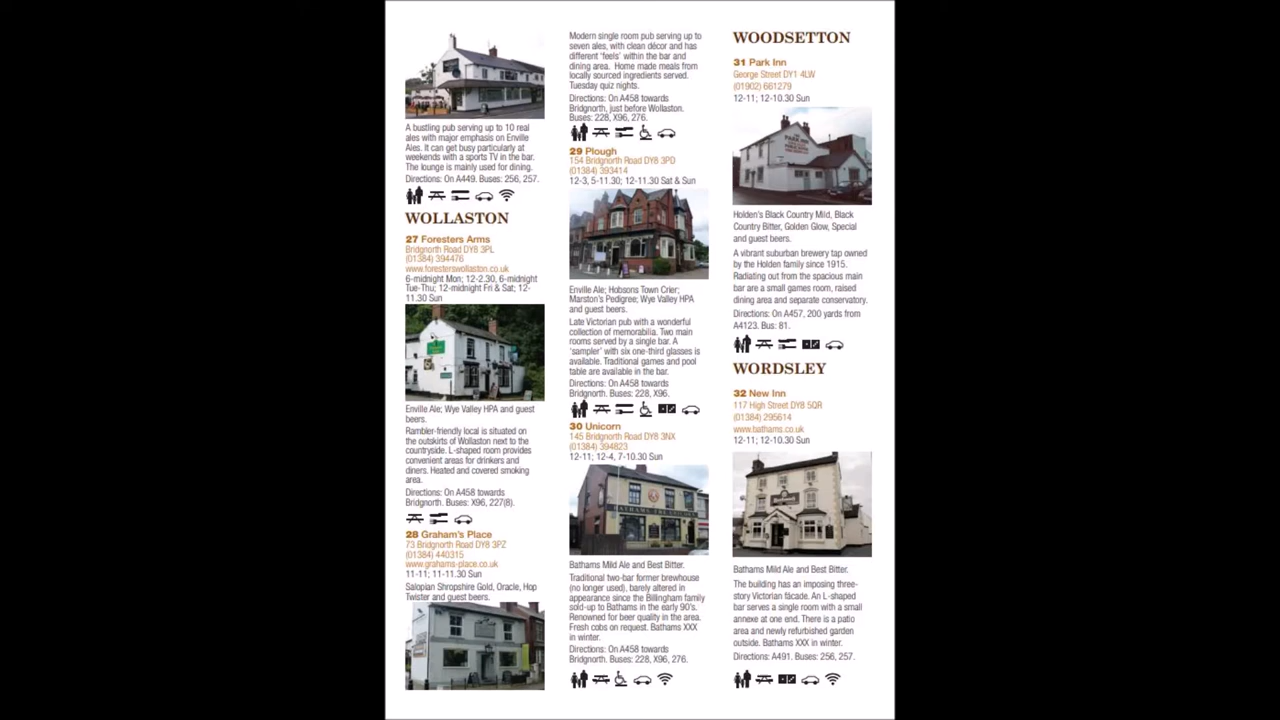 A bustling pub serving up to 10 real
ales with major emphasis on Enville
Ales. It can get busy particularly at
weekends with a sports TV in the bar.
The lounge is mainly used for dining.
Directions: On A449. Buses: 256, 257.
WOLLASTON
27 Foresters Arms
Bridgnorth Road DY8 3PL
(01384) 394476
www.foresterswollaston.co.uk
6-midnight Mon; 12-2.30, 6-midnight
Tue-Thu; 12-midnight Fri & Sat; 12-
11.30 Sun
Enville Ale; Wye Valley HPA and guest
beers.
Rambler-friendly local is situated on
the outskirts of Wollaston next to the
countryside. L-shaped room provides
convenient areas for drinkers and
diners. Heated and covered smoking
area.
Directions: On A458 towards
Bridgnorth. Buses: X96, 227(8).
28 Graham's Place
73 Bridgnorth Road DY8 3PZ
(01384) 440315
www.grahams-place.co.uk
11-11; 11-11.30 Sun
Salopian Shropshire Gold, Oracle, Hop
Twister and guest beers.
Modern single room pub serving up to
seven ales, with clean décor and has
different 'feels' within the bar and
dining area. Home made meals from
locally sourced ingredients served.
Tuesday quiz nights.
Directions: On A458 towards
Bridgnorth, just before Wollaston.
Buses: 228, X96, 276.
29 Plough
154 Bridgnorth Road DY8 3PD
(01384) 393414
12-3, 5-11.30; 12-11.30 Sat & Sun
Enville Ale; Hobsons Town Crier;
Marston's Pedigree; Wye Valley HPA
and guest beers.
Late Victorian pub with a wonderful
collection of memorabilia. Two main
rooms served by a single bar. A
'sampler' with six one-third glasses is
available. Traditional games and pool
table are available in the bar.
Directions: On A458 towards
Bridgnorth. Buses: 228, X96.
30 Unicorn
145 Bridgnorth Road DY8 3NX
(01384) 394823
12-11; 12-4, 7-10.30 Sun
BATHAMS
Bathams Mild Ale and Best Bitter.
Traditional two-bar former brewhouse
(no longer used), barely altered in
appearance since the Billingham family
sold-up to Bathams in the early 90's.
Renowned for beer quality in the area.
Fresh cobs on request. Bathams XXX
in winter.
Directions: On A458 towards
Bridgnorth. Buses: 228, X96, 276.
WOODSETTON
31 Park Inn
George Street DY1 4LW
(01902) 661279
12-11; 12-10.30 Sun
THE
PARK INN
Holden's Black Country Mild, Black
Country Bitter, Golden Glow, Special
and guest beers.
A vibrant suburban brewery tap owned
by the Holden family since 1915.
Radiating out from the spacious main
bar are a small games room, raised
dining area and separate conservatory.
Directions: On A457, 200 yards from
A4123. Bus: 81.
WORDSLEY
32 New Inn
117 High Street DY8 5QR
(01384) 295614
www.bathams.co.uk
12-11; 12-10.30 Sun
Bathams Mild Ale and Best Bitter.
The building has an imposing three-
story Victorian fácade. An L-shaped
bar serves a single room with a small
annexe at one end. There is a patio
area and newly refurbished garden
outside. Bathams XXX in winter.
Directions: A491. Buses: 256, 257.